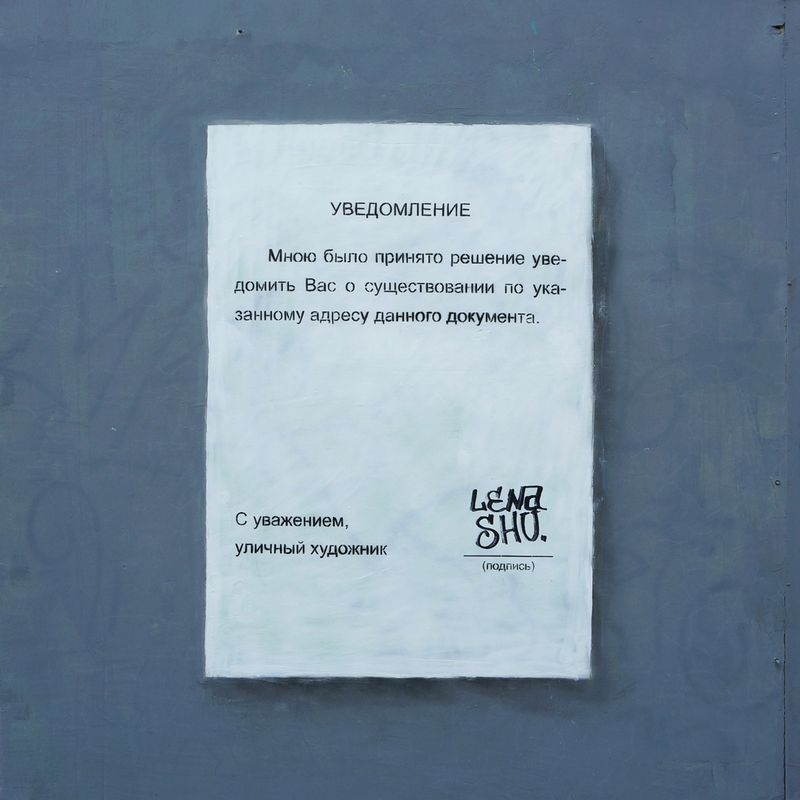 УВЕДОМЛЕНИЕ
Мною было принято решение уве-
домить Вас о существовании по ука-
занному адресу данного документа.
С уважением,
уличный художник
LENA
SHU.
(подпись)